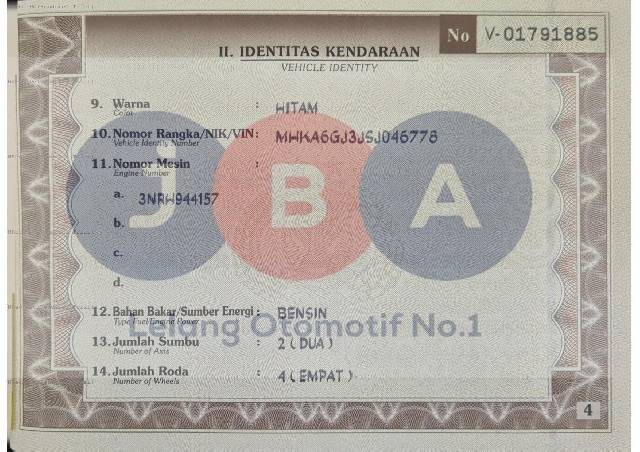 No V-01791885
II. IDENTITAS KENDARAAN
VEHICLE IDENTITY
9. Warna : HITAM
Color
10. Nomor Rangka/NIK/VIN : MHKA6GJ3JSJ046778
Vehicle Identity Number
11. Nomor Mesin :
Engine Number
a. 3NRH944157
b.
c.
d.
J B A
12. Bahan Bakar/Sumber Energi : BENSIN
Type Fuel/Engine Power
Lelang Otomotif No.1
13. Jumlah Sumbu : 2 ( DUA )
Number of Axis
14. Jumlah Roda : 4 ( EMPAT )
Number of Wheels
4